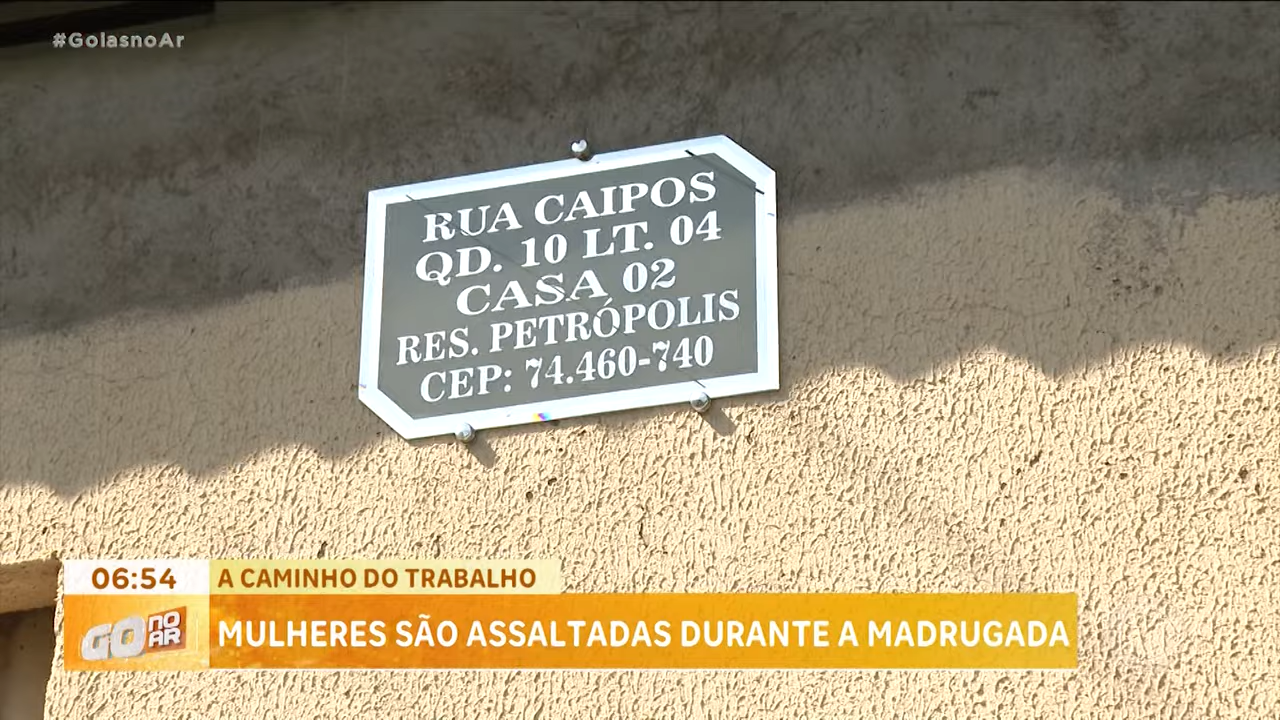 #GoiasnoAr
RUA CAIPOS
QD. 10 LT. 04
CASA 02
RES. PETRÓPOLIS
CEP: 74.460-740
06:54
A CAMINHO DO TRABALHO
GO NO AR
MULHERES SÃO ASSALTADAS DURANTE A MADRUGADA